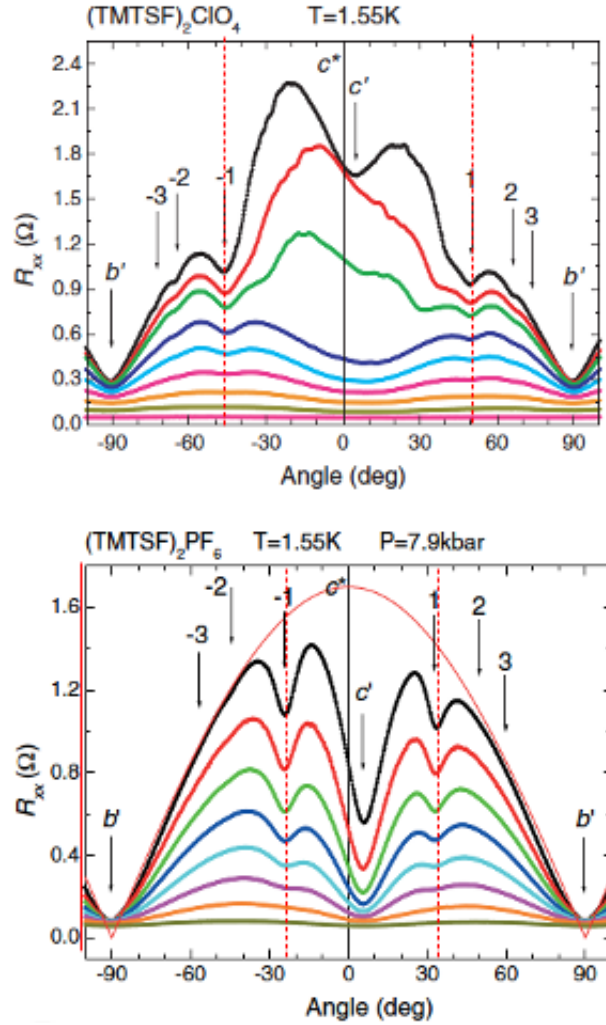 (TMTSF)₂ClO₄ T=1.55K
2.4
2.1
1.8
1.5
1.2
0.9
0.6
0.3
0.0
Rxx (Ω)
c*
c'
-3
-2
-1
1
2
3
b'
b'
-90
-60
-30
0
30
60
90
Angle (deg)
(TMTSF)₂PF₆ T=1.55K P=7.9kbar
1.6
1.2
0.8
0.4
0.0
Rxx (Ω)
c*
c'
-3
-2
-1
1
2
3
b'
b'
-90
-60
-30
0
30
60
90
Angle (deg)